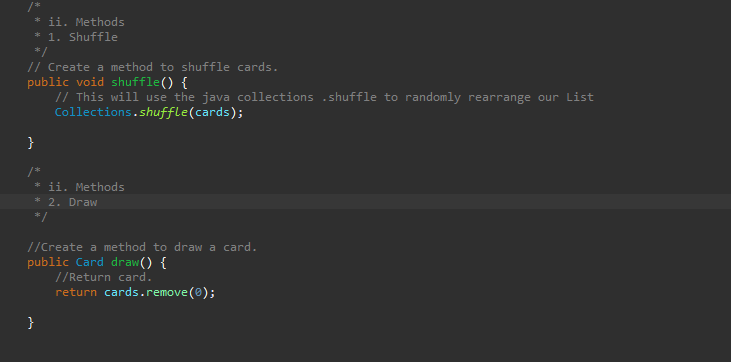 /*
 * ii. Methods
 * 1. Shuffle
 */
// Create a method to shuffle cards.
public void shuffle() {
    // This will use the java collections .shuffle to randomly rearrange our List
    Collections.shuffle(cards);
}
/*
 * ii. Methods
 * 2. Draw
 */
//Create a method to draw a card.
public Card draw() {
    //Return card.
    return cards.remove(0);
}